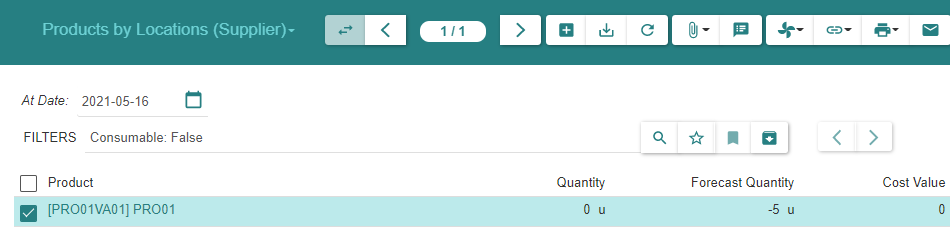 Products by Locations (Supplier)
1 / 1
At Date: 2021-05-16
FILTERS Consumable: False
Product Quantity Forecast Quantity Cost Value
[PRO01VA01] PRO01 0 u -5 u 0